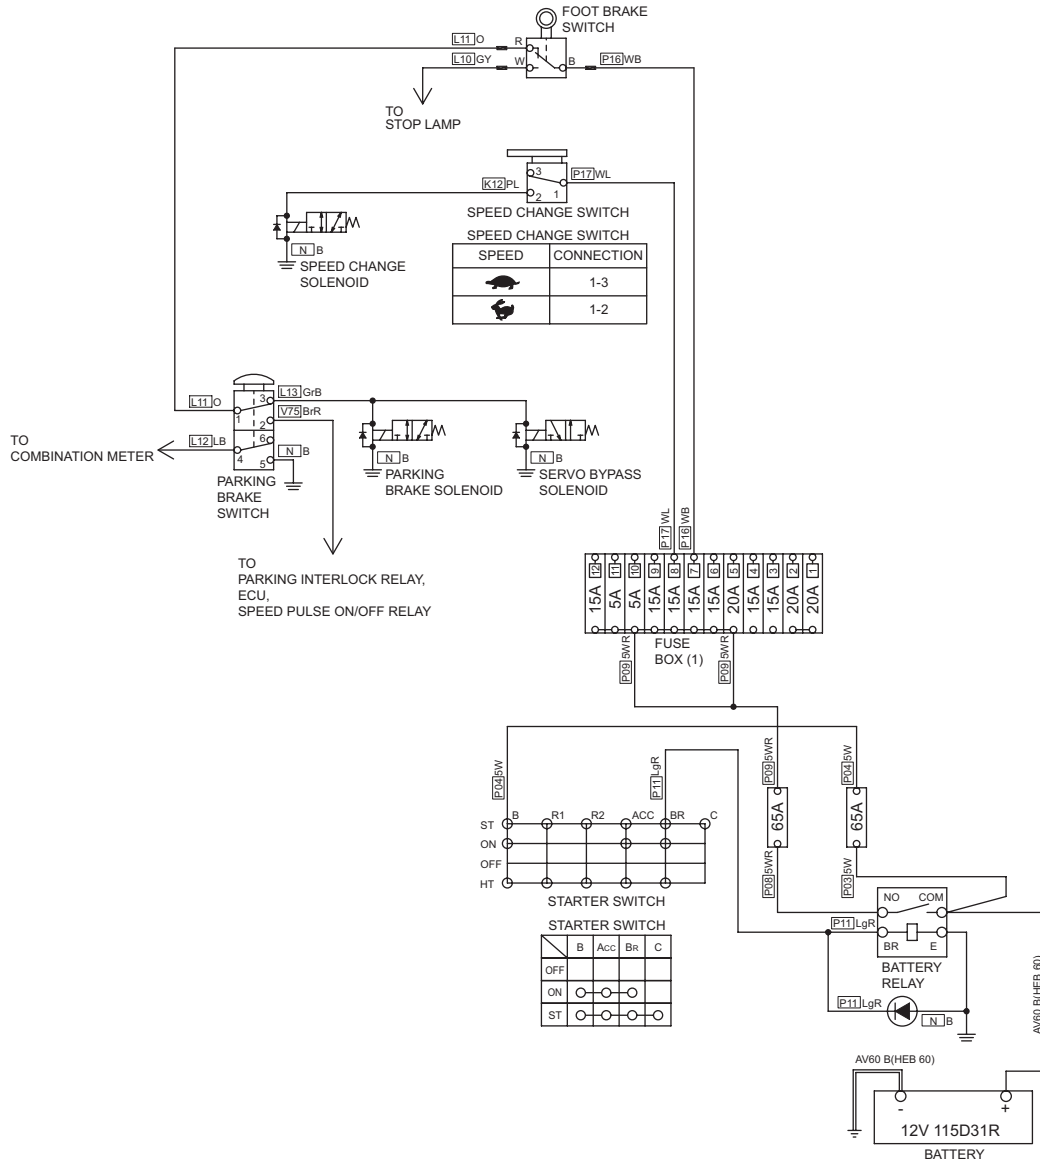 FOOT BRAKE
SWITCH
L11 O
R
L10 GY
W
B
P16 WB
TO
STOP LAMP
3
P17 WL
K12 PL
2
1
SPEED CHANGE SWITCH
N B
SPEED CHANGE
SOLENOID
SPEED CHANGE SWITCH
SPEED CONNECTION
1-3
1-2
L13 GrB
L11 O
3
1
V75 BrR
2
TO
COMBINATION METER
L12 LB
6
4
5
N B
PARKING
BRAKE
SWITCH
N B
PARKING
BRAKE SOLENOID
N B
SERVO BYPASS
SOLENOID
TO
PARKING INTERLOCK RELAY,
ECU,
SPEED PULSE ON/OFF RELAY
P17 WL
P16 WB
12 11 10 9 8 7 6 5 4 3 2 1
15A 5A 5A 15A 15A 15A 15A 20A 15A 15A 20A 20A
FUSE
BOX (1)
P09 5WR
P09 5WR
P04 5W
P11 LgR
P09 5WR
P04 5W
65A
65A
P08 5WR
P03 5W
B R1 R2 ACC BR C
ST
ON
OFF
HT
STARTER SWITCH
STARTER SWITCH
B ACC BR C
OFF
ON
ST
NO COM
P11 LgR
BR E
BATTERY
RELAY
P11 LgR
N B
AV60 B(HEB 60)
AV60 B(HEB 60)
- +
12V 115D31R
BATTERY